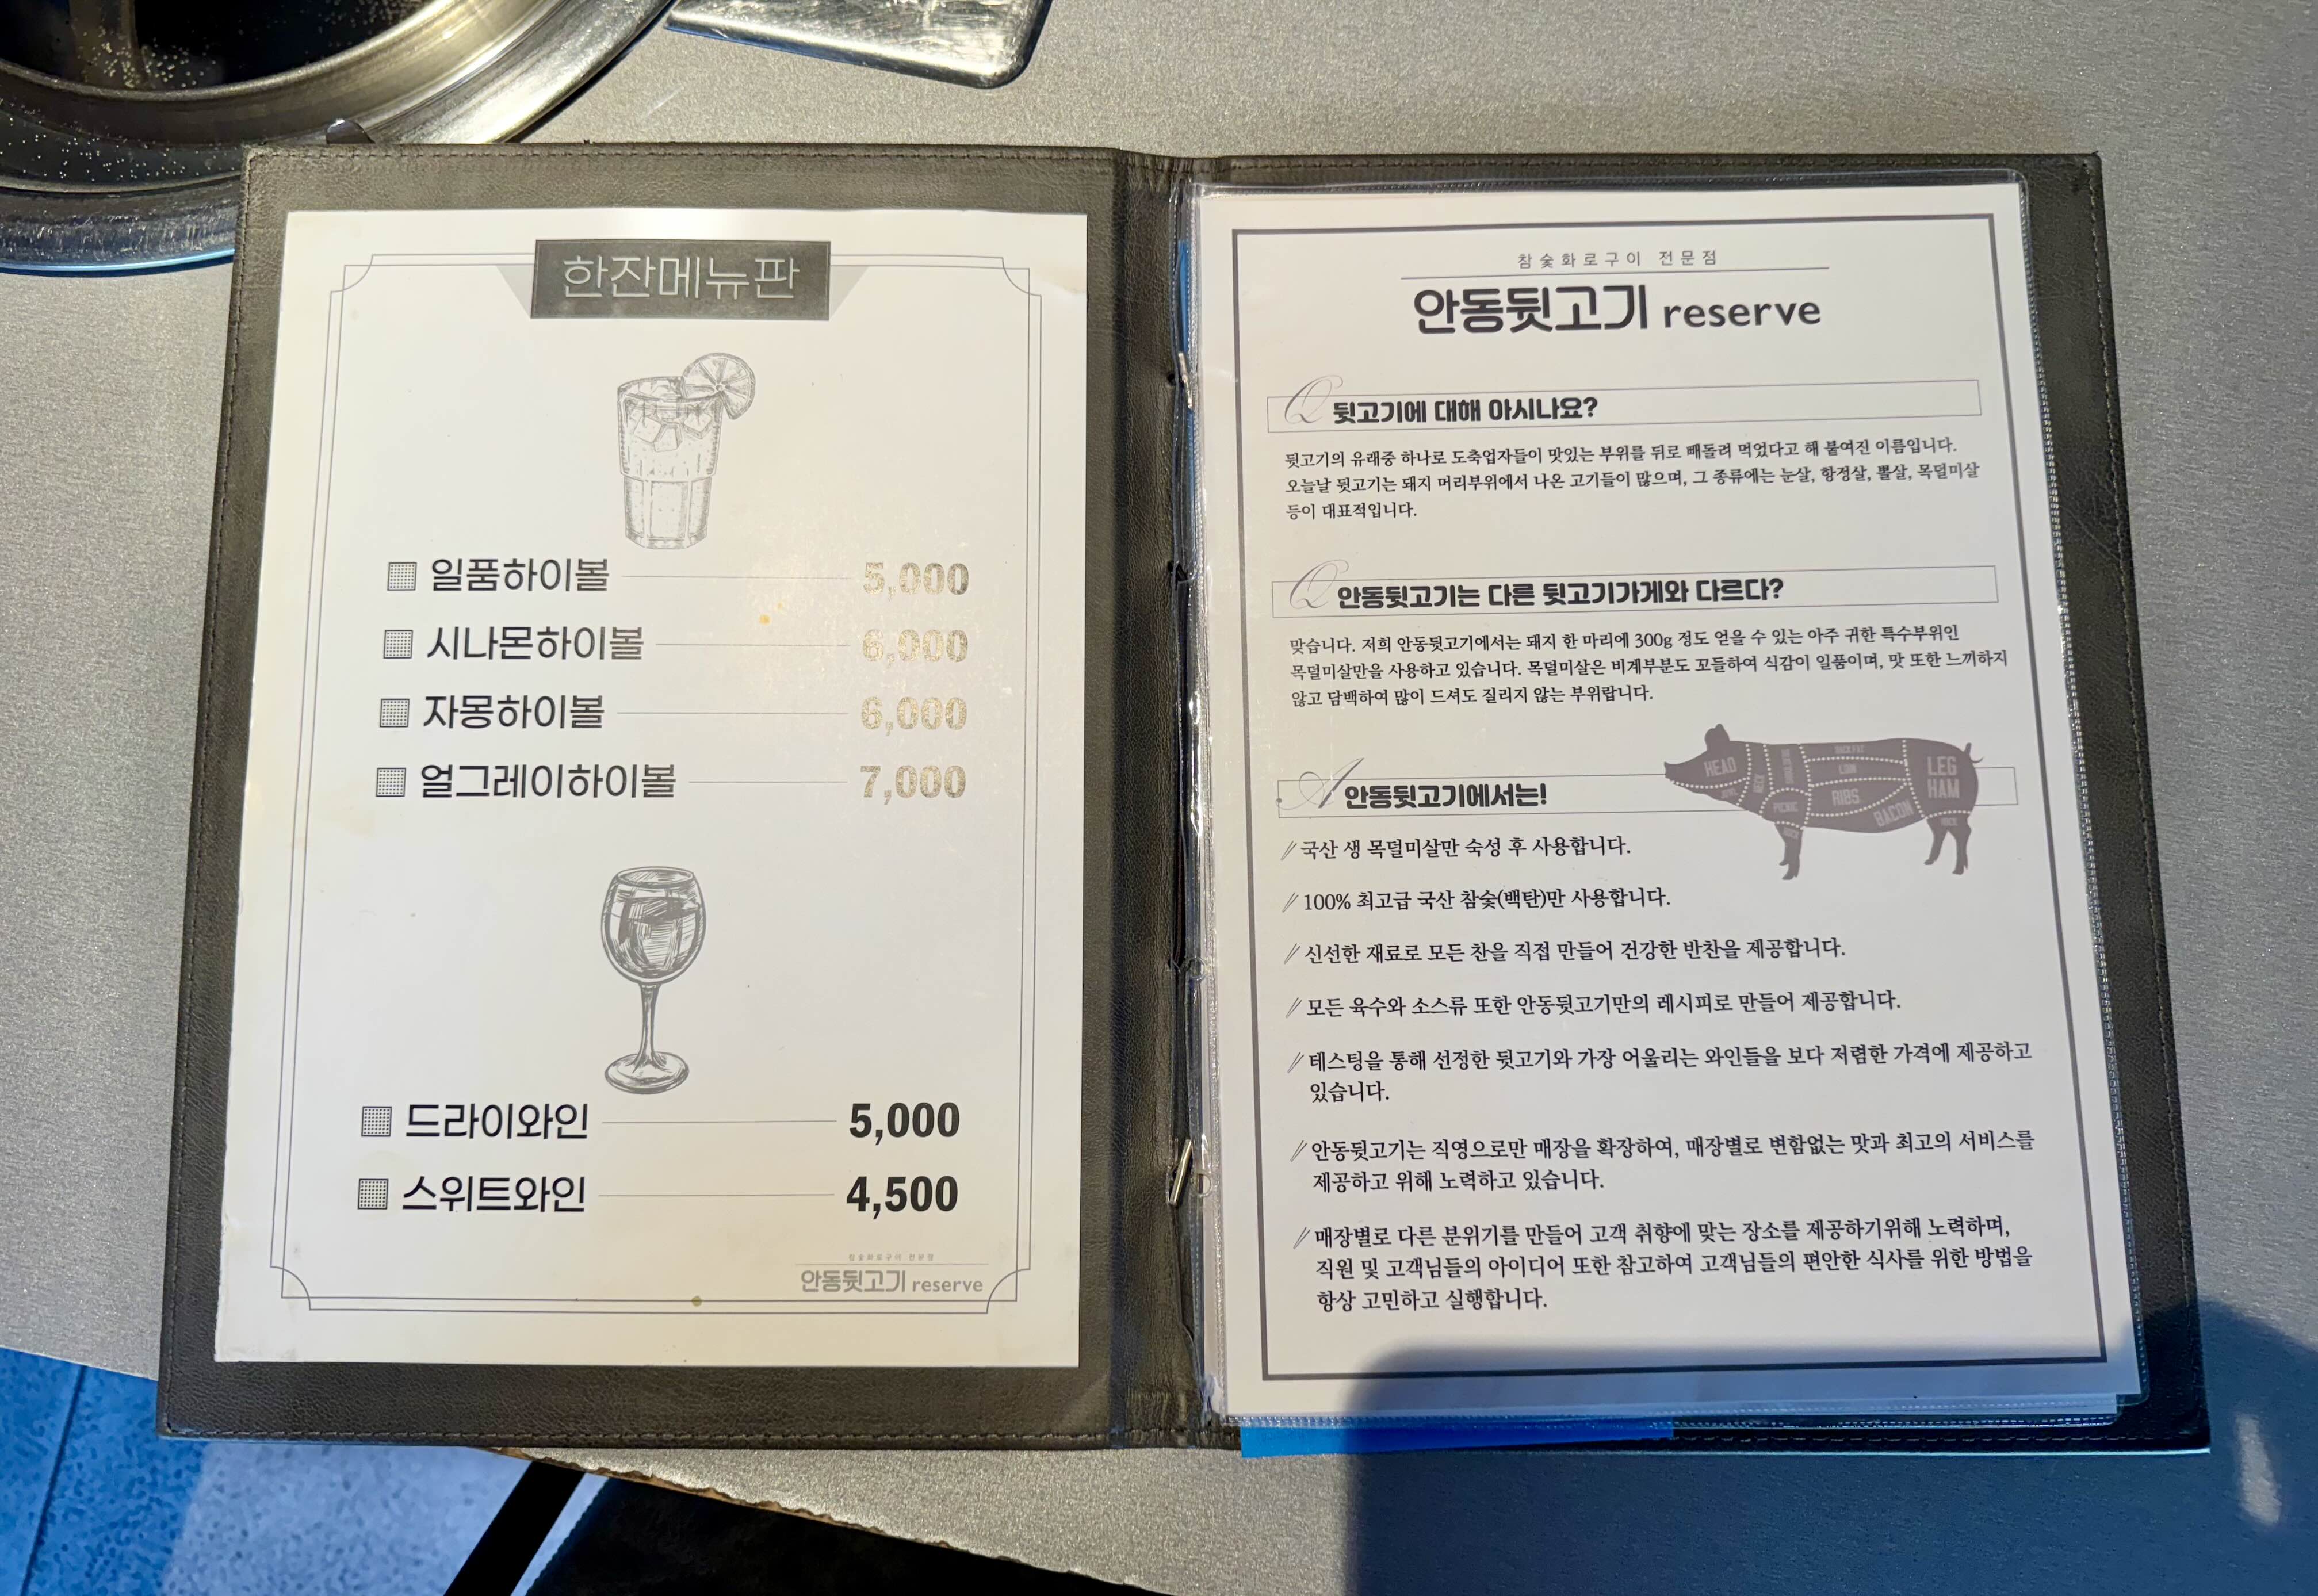 한잔메뉴판
일품하이볼 5,000
시나몬하이볼 6,000
자몽하이볼 6,000
얼그레이하이볼 7,000
드라이와인 5,000
스위트와인 4,500
참숯화로구이 전문점
안동뒷고기 reserve
참숯화로구이 전문점
안동뒷고기 reserve
Q 뒷고기에 대해 아시나요?
뒷고기의 유래중 하나로 도축업자들이 맛있는 부위를 뒤로 빼돌려 먹었다고 해 붙여진 이름입니다.
오늘날 뒷고기는 돼지 머리부위에서 나온 고기들이 많으며, 그 종류에는 눈살, 항정살, 뽈살, 목덜미살
등이 대표적입니다.
Q 안동뒷고기는 다른 뒷고기가게와 다르다?
맞습니다. 저희 안동뒷고기에서는 돼지 한 마리에 300g 정도 얻을 수 있는 아주 귀한 특수부위인
목덜미살만을 사용하고 있습니다. 목덜미살은 비계부분도 꼬들하여 식감이 일품이며, 맛 또한 느끼하지
않고 담백하여 많이 드셔도 질리지 않는 부위랍니다.
A 안동뒷고기에서는!
HEAD
LOIN
RIBS
PICNIC
BACON
LEG
HAM
// 국산 생 목덜미살만 숙성 후 사용합니다.
// 100% 최고급 국산 참숯(백탄)만 사용합니다.
// 신선한 재료로 모든 찬을 직접 만들어 건강한 반찬을 제공합니다.
// 모든 육수와 소스류 또한 안동뒷고기만의 레시피로 만들어 제공합니다.
// 테스팅을 통해 선정한 뒷고기와 가장 어울리는 와인들을 보다 저렴한 가격에 제공하고
있습니다.
// 안동뒷고기는 직영으로만 매장을 확장하여, 매장별로 변함없는 맛과 최고의 서비스를
제공하고 위해 노력하고 있습니다.
// 매장별로 다른 분위기를 만들어 고객 취향에 맞는 장소를 제공하기위해 노력하며,
직원 및 고객님들의 아이디어 또한 참고하여 고객님들의 편안한 식사를 위한 방법을
항상 고민하고 실행합니다.